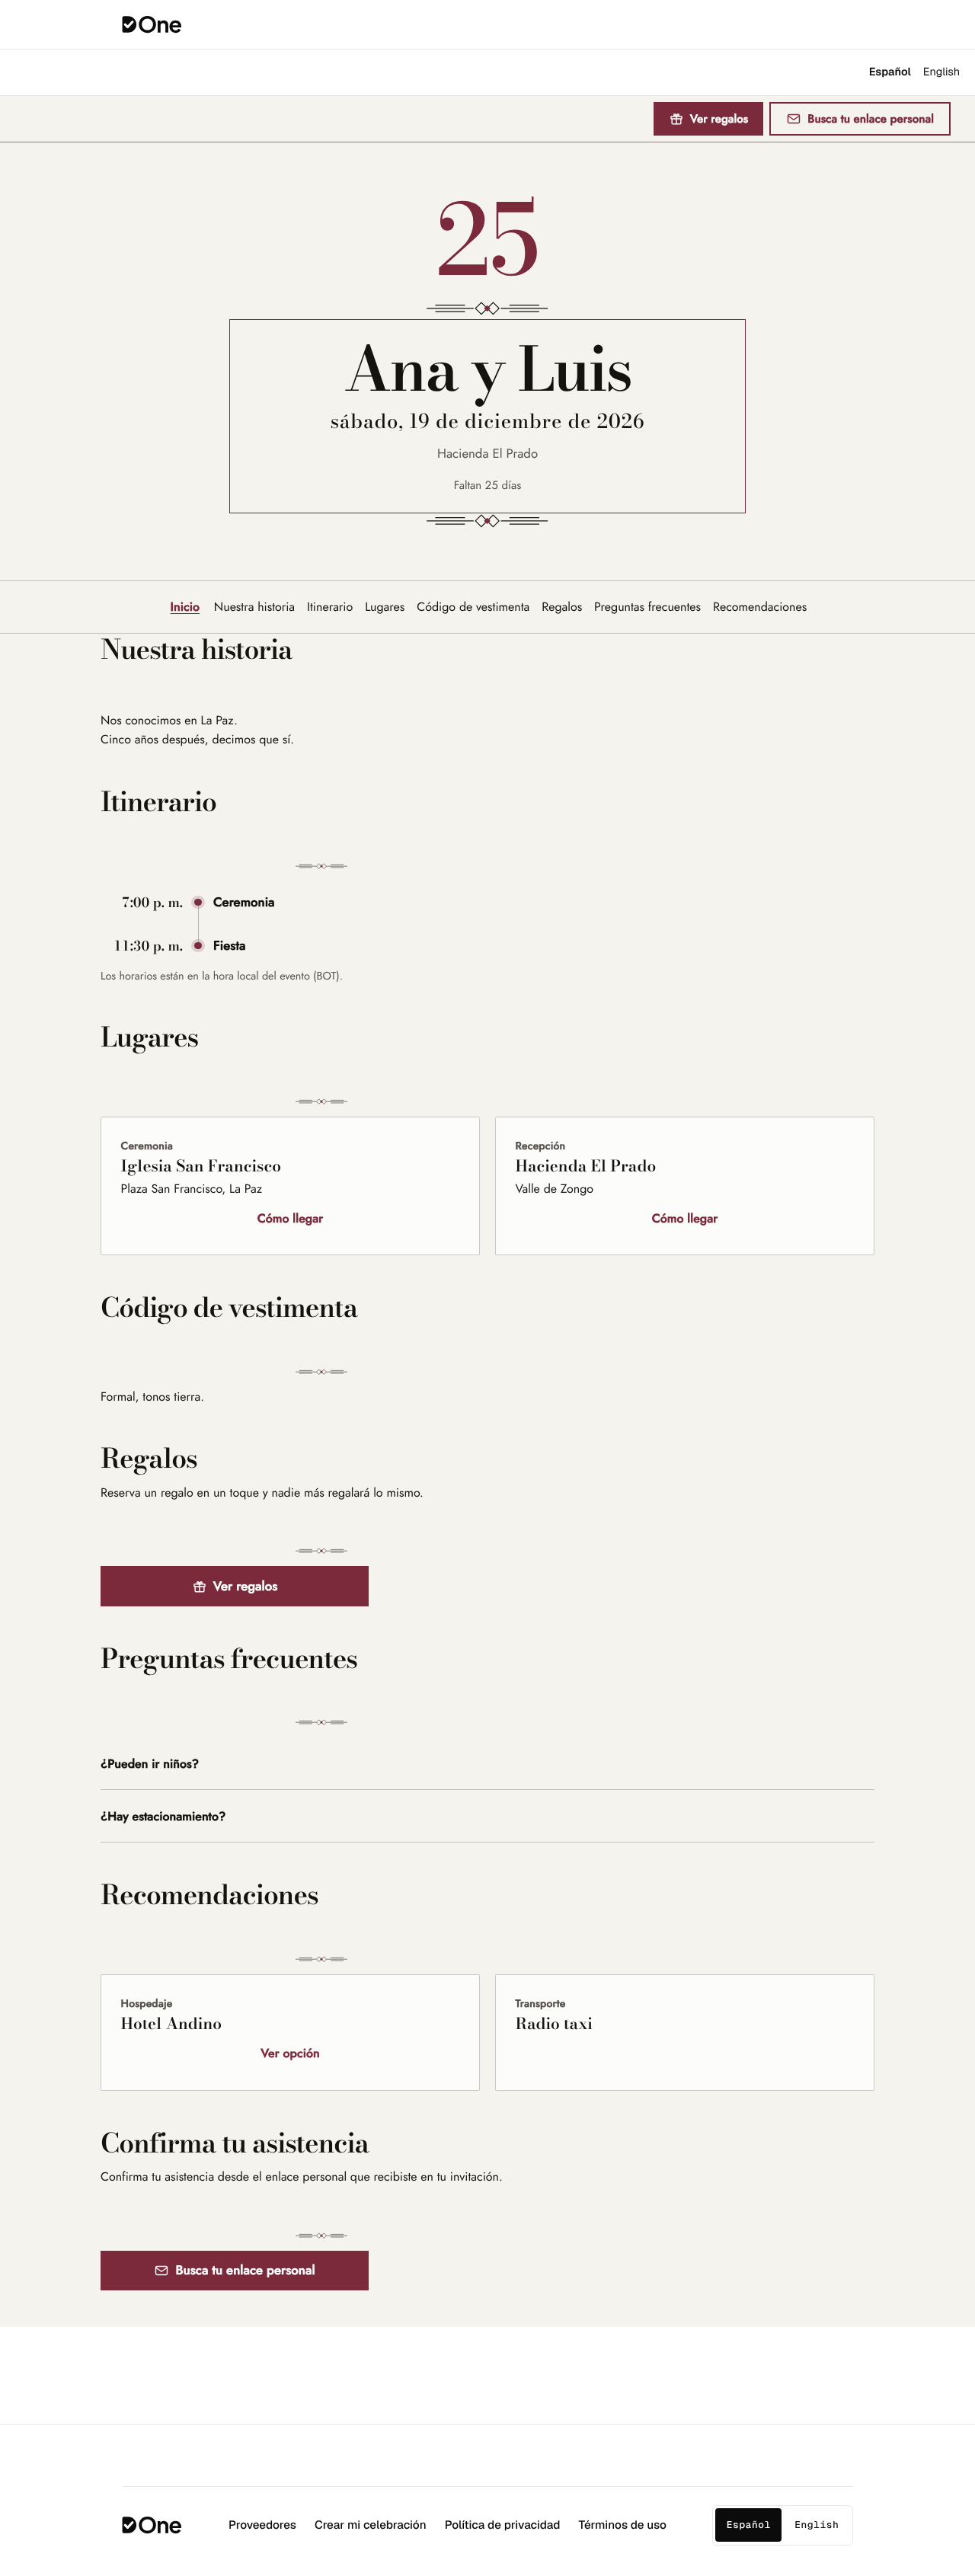 One
Español English
Ver regalos Busca tu enlace personal
25
Ana y Luis
sábado, 19 de diciembre de 2026
Hacienda El Prado
Faltan 25 días
Inicio Nuestra historia Itinerario Lugares Código de vestimenta Regalos Preguntas frecuentes Recomendaciones
Nuestra historia
Nos conocimos en La Paz.
Cinco años después, decimos que sí.
Itinerario
7:00 p. m. Ceremonia
11:30 p. m. Fiesta
Los horarios están en la hora local del evento (BOT).
Lugares
Ceremonia
Iglesia San Francisco
Plaza San Francisco, La Paz
Cómo llegar
Recepción
Hacienda El Prado
Valle de Zongo
Cómo llegar
Código de vestimenta
Formal, tonos tierra.
Regalos
Reserva un regalo en un toque y nadie más regalará lo mismo.
Ver regalos
Preguntas frecuentes
¿Pueden ir niños?
¿Hay estacionamiento?
Recomendaciones
Hospedaje
Hotel Andino
Ver opción
Transporte
Radio taxi
Confirma tu asistencia
Confirma tu asistencia desde el enlace personal que recibiste en tu invitación.
Busca tu enlace personal
One
Proveedores Crear mi celebración Política de privacidad Términos de uso
Español English